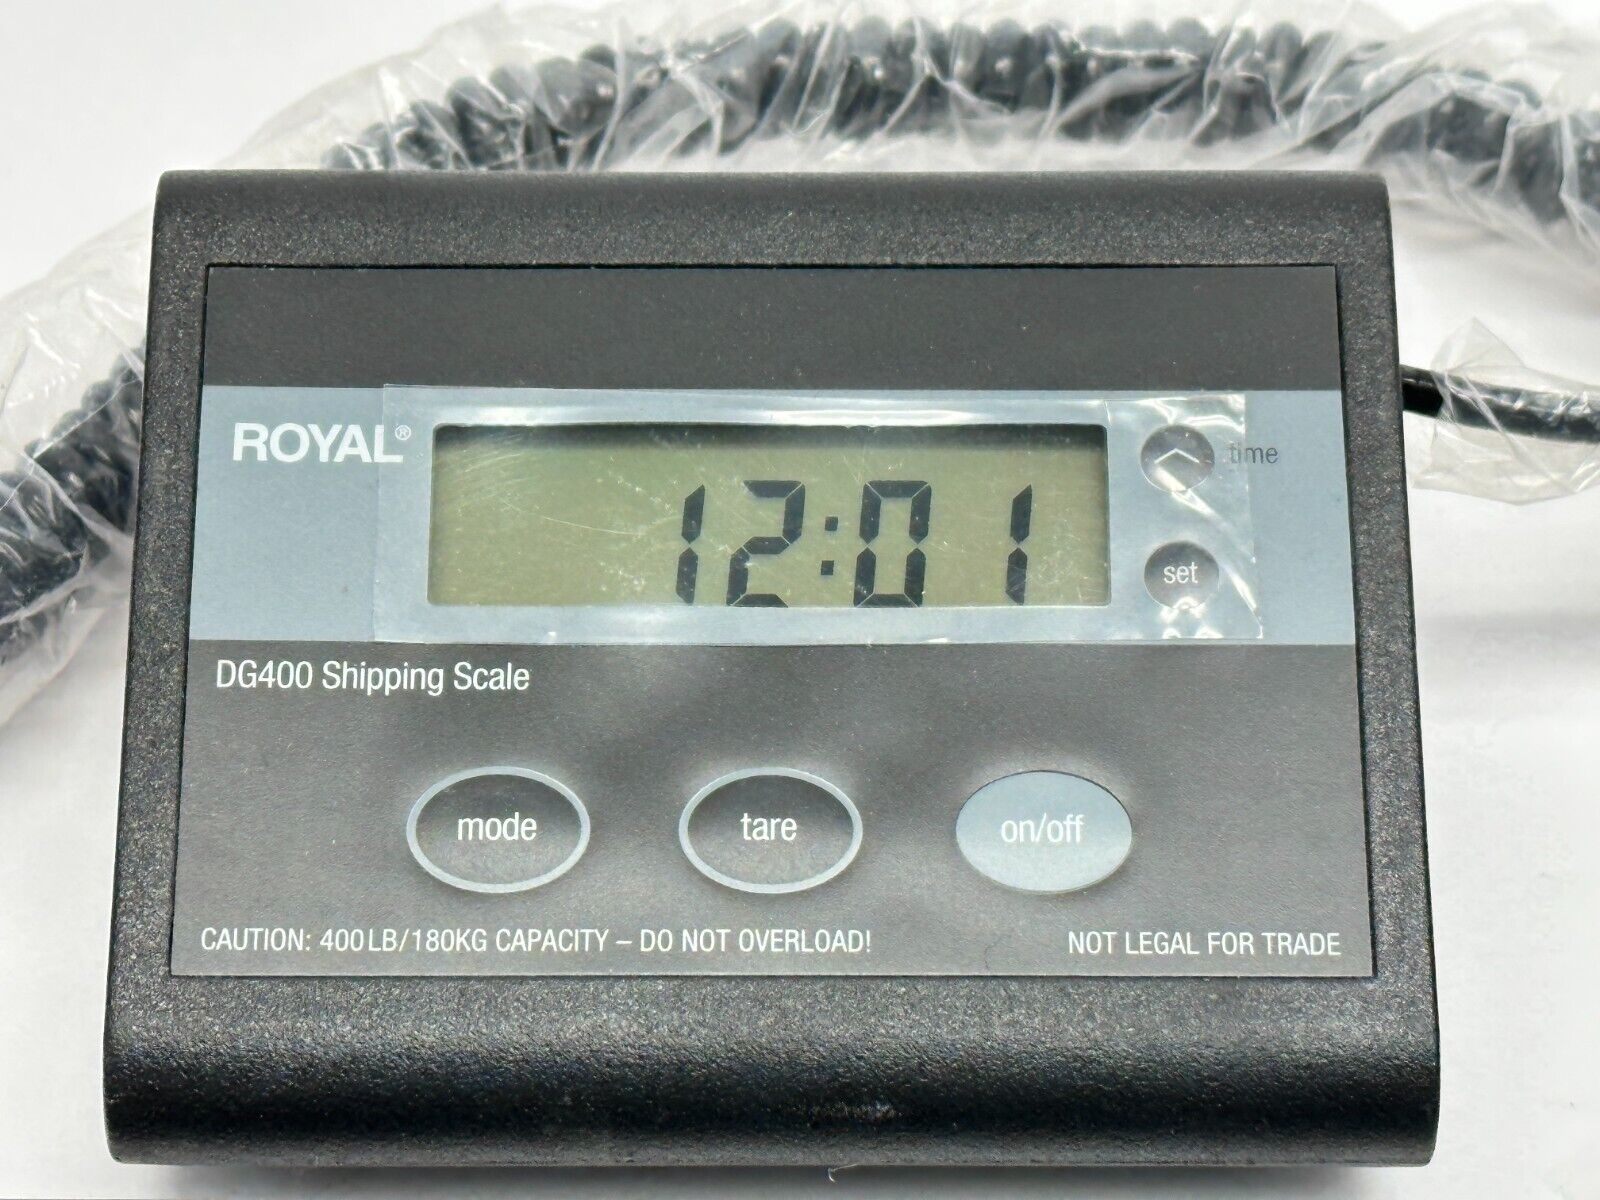 ROYAL®
12:01
time
set
DG400 Shipping Scale
mode
tare
on/off
CAUTION: 400LB/180KG CAPACITY – DO NOT OVERLOAD!
NOT LEGAL FOR TRADE